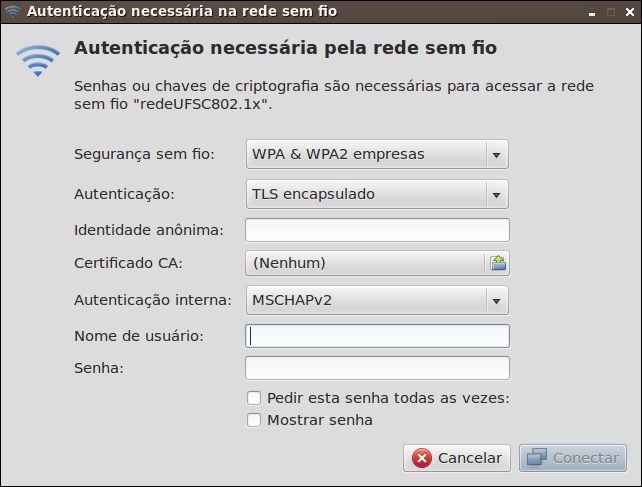 Autenticação necessária na rede sem fio
Autenticação necessária pela rede sem fio
Senhas ou chaves de criptografia são necessárias para acessar a rede
sem fio "redeUFSC802.1x".
Segurança sem fio: WPA & WPA2 empresas
Autenticação: TLS encapsulado
Identidade anônima:
Certificado CA: (Nenhum)
Autenticação interna: MSCHAPv2
Nome de usuário:
Senha:
Pedir esta senha todas as vezes:
Mostrar senha
Cancelar Conectar